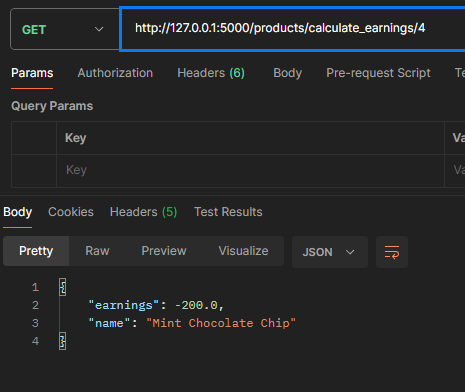 GET http://127.0.0.1:5000/products/calculate_earnings/4
Params Authorization Headers (6) Body Pre-request Script Te
Query Params
Key Va
Key Va
Body Cookies Headers (5) Test Results
Pretty Raw Preview Visualize JSON
1 {
2 "earnings": -200.0,
3 "name": "Mint Chocolate Chip"
4 }